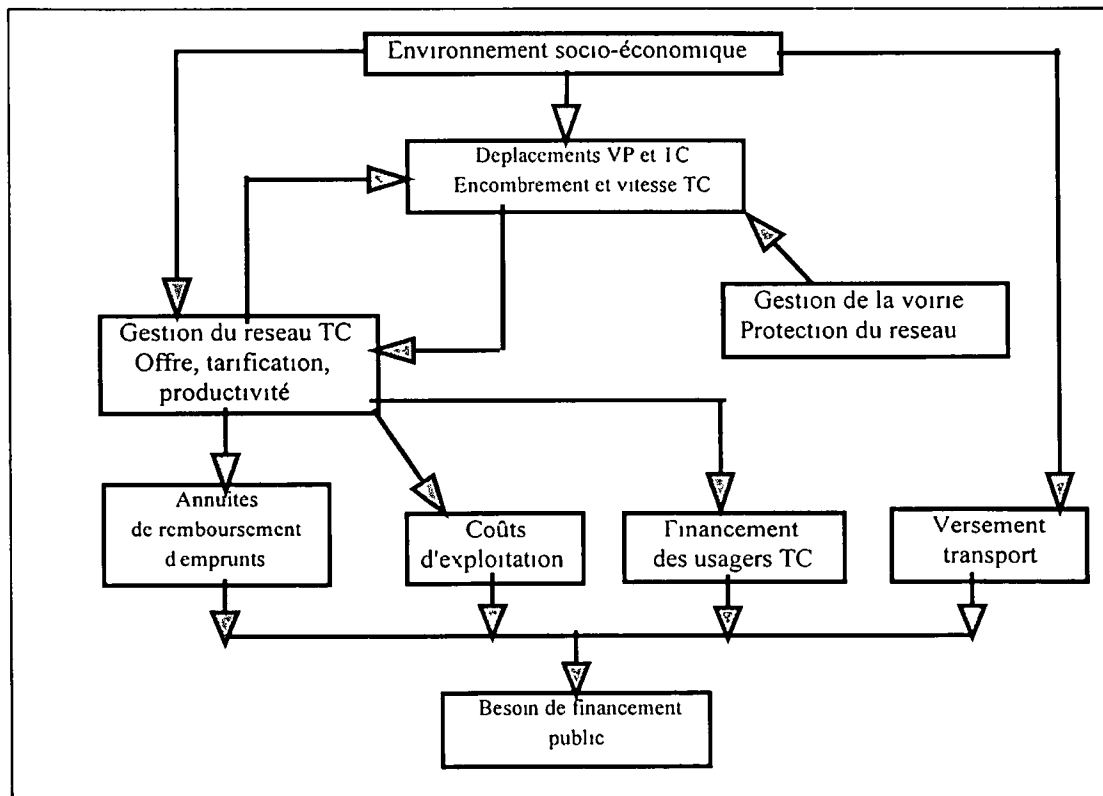 Environnement socio-économique
Deplacements VP et TC
Encombrement et vitesse TC
Gestion de la voirie
Protection du reseau
Gestion du reseau TC
Offre, tarification,
productivité
Annuites
de remboursement
d emprunts
Coûts
d'exploitation
Financement
des usagers TC
Versement
transport
Besoin de financement
public